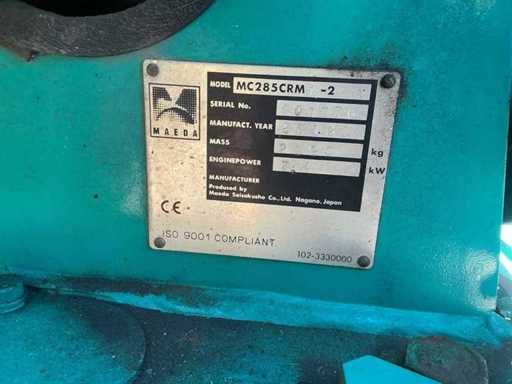 MODEL MC285CRM -2
SERIAL No.
MANUFACT. YEAR
MASS kg
ENGINEPOWER kW
MANUFACTURER
Produced by
Maeda Seisakusho Co., Ltd. Nagano, Japan
MAEDA
CE
ISO 9001 COMPLIANT
102-3330000